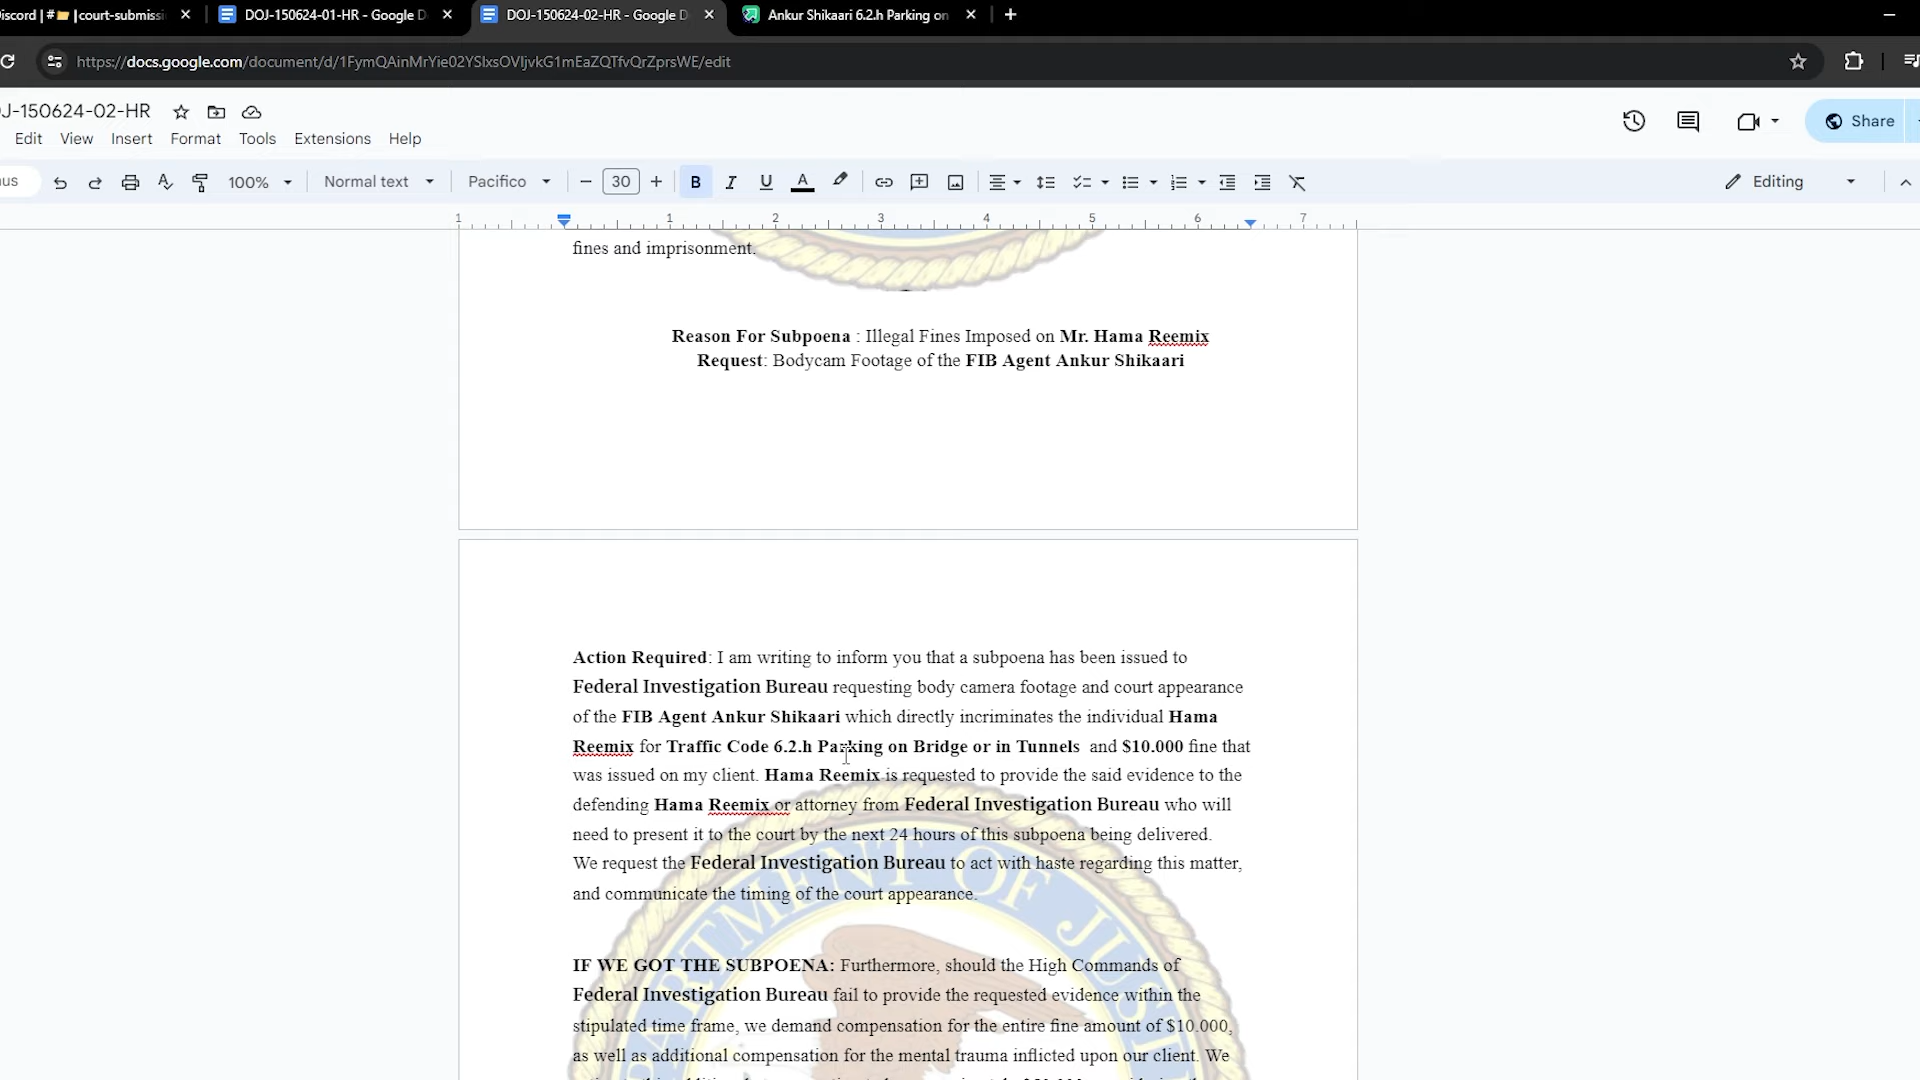 iscord | #📁 |court-submissi
DOJ-150624-01-HR - Google D
DOJ-150624-02-HR - Google D
Ankur Shikaari 6.2.h Parking on
https://docs.google.com/document/d/1FymQAinMrYie02YSlxsOVljvkG1mEaZQTfvQrZprsWE/edit
J-150624-02-HR
Edit View Insert Format Tools Extensions Help
Share
nus
100%
Normal text
Pacifico
30
B
Editing
1 1 2 3 4 5 6 7
fines and imprisonment.
Reason For Subpoena : Illegal Fines Imposed on Mr. Hama Reemix
Request: Bodycam Footage of the FIB Agent Ankur Shikaari
Action Required: I am writing to inform you that a subpoena has been issued to
Federal Investigation Bureau requesting body camera footage and court appearance
of the FIB Agent Ankur Shikaari which directly incriminates the individual Hama
Reemix for Traffic Code 6.2.h Parking on Bridge or in Tunnels and $10.000 fine that
was issued on my client. Hama Reemix is requested to provide the said evidence to the
defending Hama Reemix or attorney from Federal Investigation Bureau who will
need to present it to the court by the next 24 hours of this subpoena being delivered.
We request the Federal Investigation Bureau to act with haste regarding this matter,
and communicate the timing of the court appearance.
IF WE GOT THE SUBPOENA: Furthermore, should the High Commands of
Federal Investigation Bureau fail to provide the requested evidence within the
stipulated time frame, we demand compensation for the entire fine amount of $10.000,
as well as additional compensation for the mental trauma inflicted upon our client. We
PARTMENT OF JUS